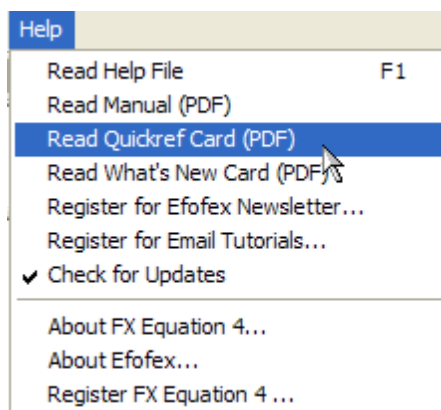 Help
Read Help File F1
Read Manual (PDF)
Read Quickref Card (PDF)
Read What's New Card (PDF)
Register for Efofex Newsletter...
Register for Email Tutorials...
Check for Updates
About FX Equation 4...
About Efofex...
Register FX Equation 4 ...